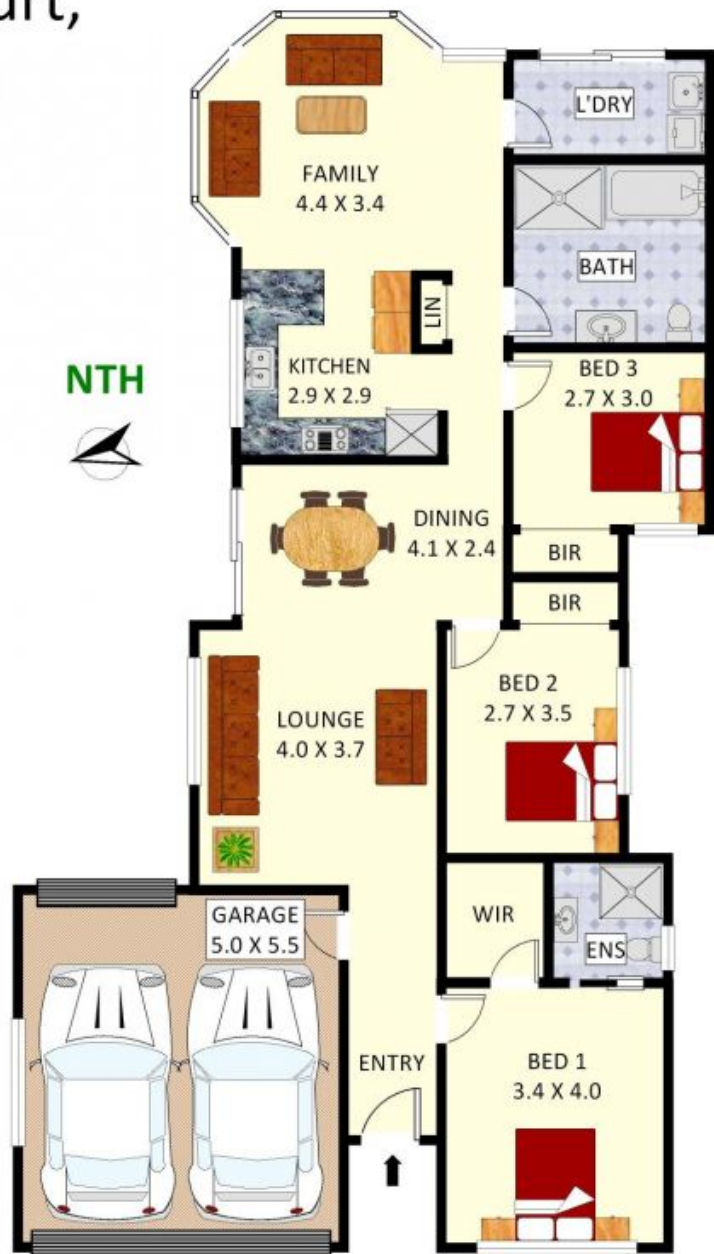 L'DRY
FAMILY
4.4 X 3.4
BATH
LIN
NTH
KITCHEN
2.9 X 2.9
BED 3
2.7 X 3.0
DINING
4.1 X 2.4
BIR
BIR
BED 2
2.7 X 3.5
LOUNGE
4.0 X 3.7
GARAGE
5.0 X 5.5
WIR
ENS
ENTRY
BED 1
3.4 X 4.0